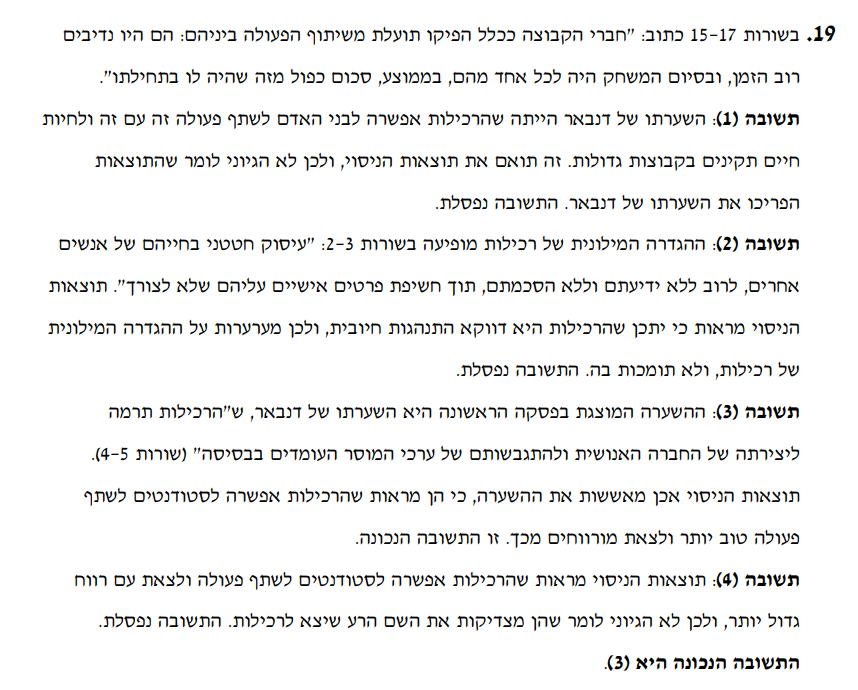 19. בשורות 15-17 כתוב: "חברי הקבוצה ככלל הפיקו תועלת משיתוף הפעולה ביניהם: הם היו נדיבים
רוב הזמן, ובסיום המשחק היה לכל אחד מהם, בממוצע, סכום כפול מזה שהיה לו בתחילתו".
תשובה (1): השערתו של דנבאר הייתה שהרכילות אפשרה לבני האדם לשתף פעולה זה עם זה ולחיות
חיים תקינים בקבוצות גדולות. זה תואם את תוצאות הניסוי, ולכן לא הגיוני לומר שהתוצאות
הפריכו את השערתו של דנבאר. התשובה נפסלת.
תשובה (2): ההגדרה המילונית של רכילות מופיעה בשורות 2-3: "עיסוק חטטני בחייהם של אנשים
אחרים, לרוב ללא ידיעתם וללא הסכמתם, תוך חשיפת פרטים אישיים עליהם שלא לצורך". תוצאות
הניסוי מראות כי יתכן שהרכילות היא דווקא התנהגות חיובית, ולכן מערערות על ההגדרה המילונית
של רכילות, ולא תומכות בה. התשובה נפסלת.
תשובה (3): ההשערה המוצגת בפסקה הראשונה היא השערתו של דנבאר, ש"הרכילות תרמה
ליצירתה של החברה האנושית ולהתגבשותם של ערכי המוסר העומדים בבסיסה" (שורות 4-5).
תוצאות הניסוי אכן מאששות את ההשערה, כי הן מראות שהרכילות אפשרה לסטודנטים לשתף
פעולה טוב יותר ולצאת מורווחים מכך. זו התשובה הנכונה.
תשובה (4): תוצאות הניסוי מראות שהרכילות אפשרה לסטודנטים לשתף פעולה ולצאת עם רווח
גדול יותר, ולכן לא הגיוני לומר שהן מצדיקות את השם הרע שיצא לרכילות. התשובה נפסלת.
התשובה הנכונה היא (3).